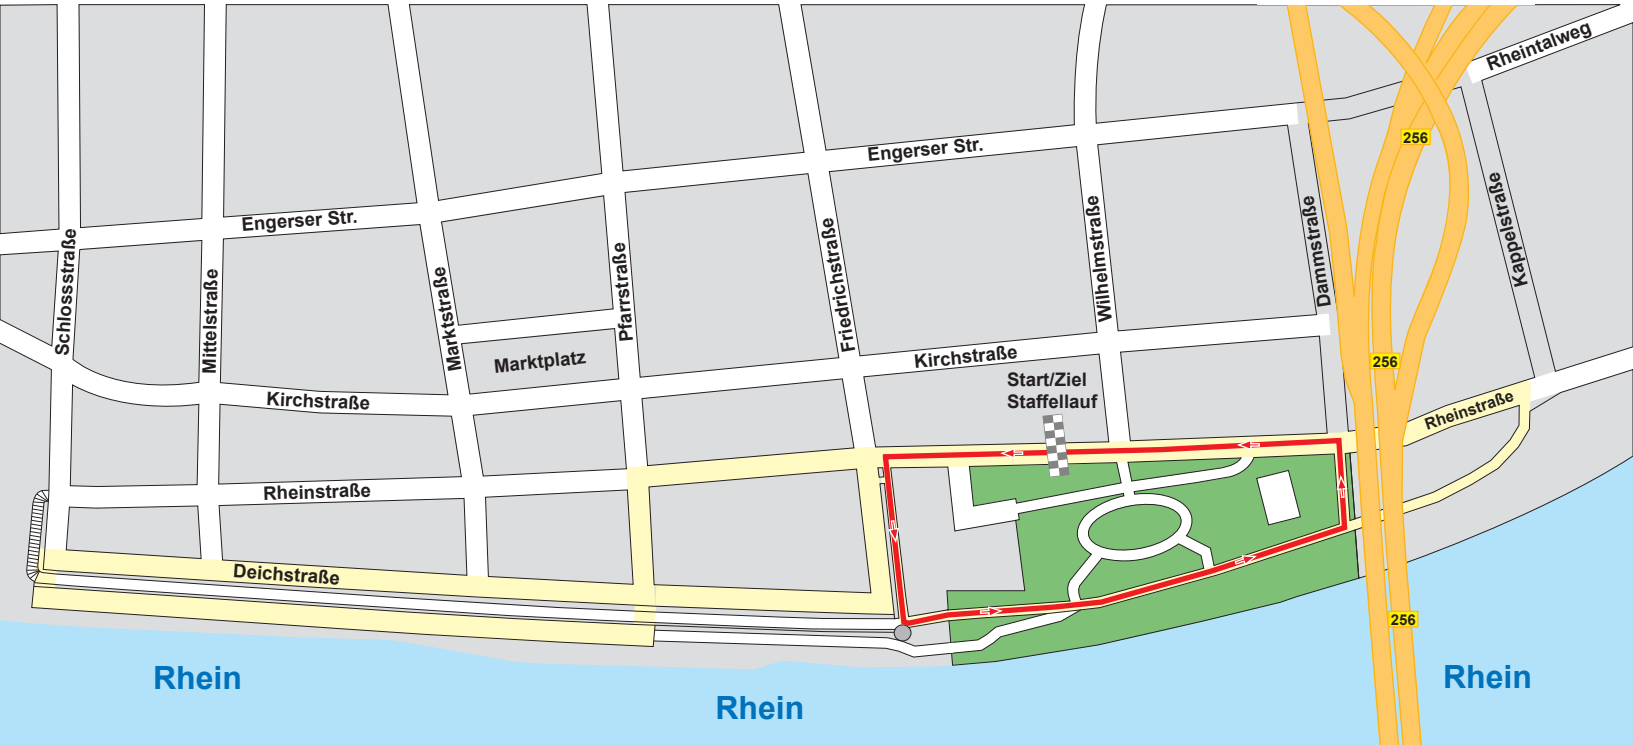 Rheintalweg
256
Engerser Str.
Engerser Str.
Schlossstraße
Mittelstraße
Marktstraße
Pfarrstraße
Friedrichstraße
Wilhelmstraße
Dammstraße
Kappelstraße
Marktplatz
Kirchstraße
256
Start/Ziel
Staffellauf
Kirchstraße
Rheinstraße
Rheinstraße
Deichstraße
256
Rhein
Rhein
Rhein